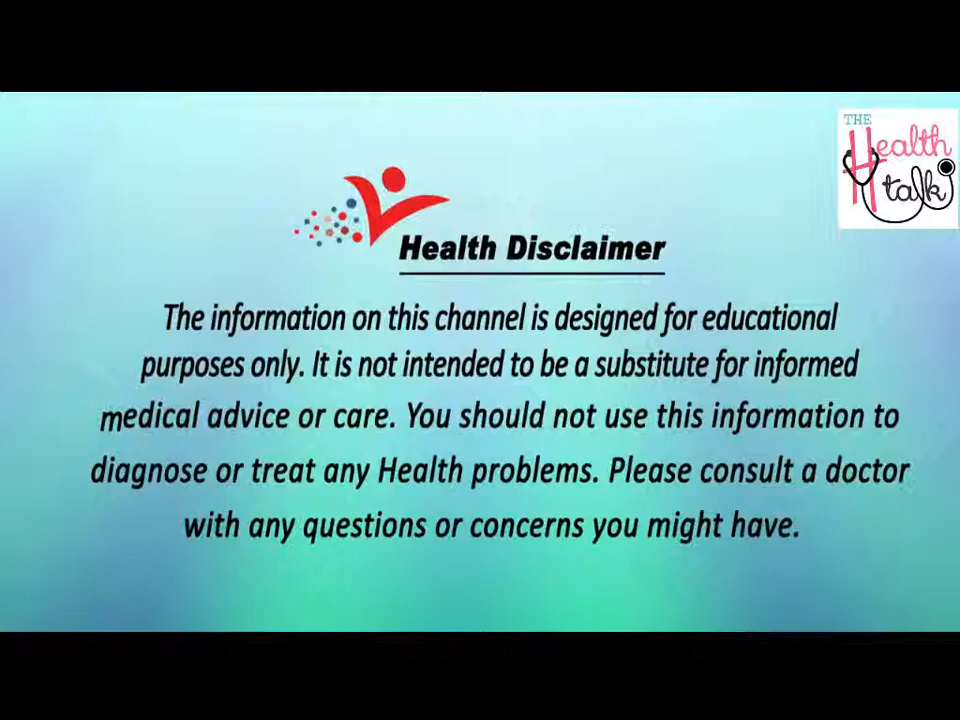 THE
Health
talk
Health Disclaimer
The information on this channel is designed for educational
purposes only. It is not intended to be a substitute for informed
medical advice or care. You should not use this information to
diagnose or treat any Health problems. Please consult a doctor
with any questions or concerns you might have.